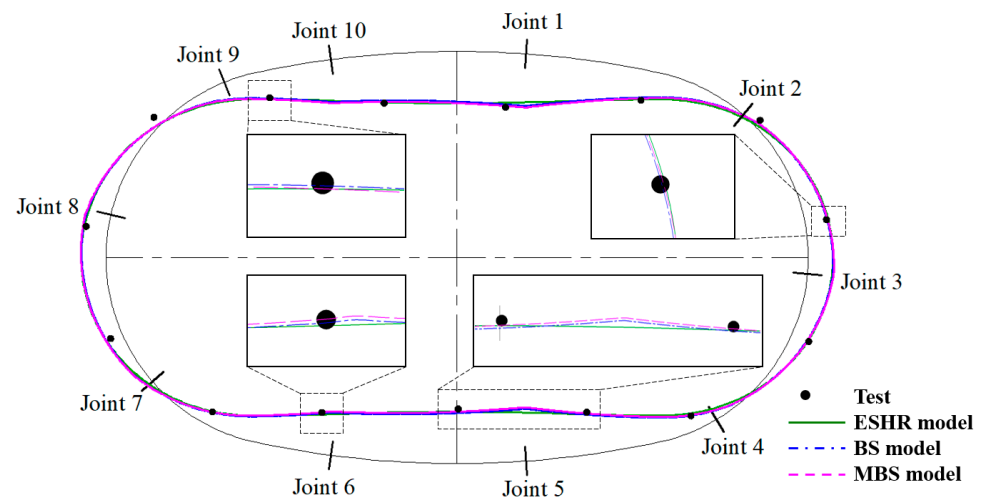 Joint 10
Joint 1
Joint 9
Joint 2
Joint 8
Joint 3
Joint 7
Joint 4
Joint 6
Joint 5
Test
ESHR model
BS model
MBS model